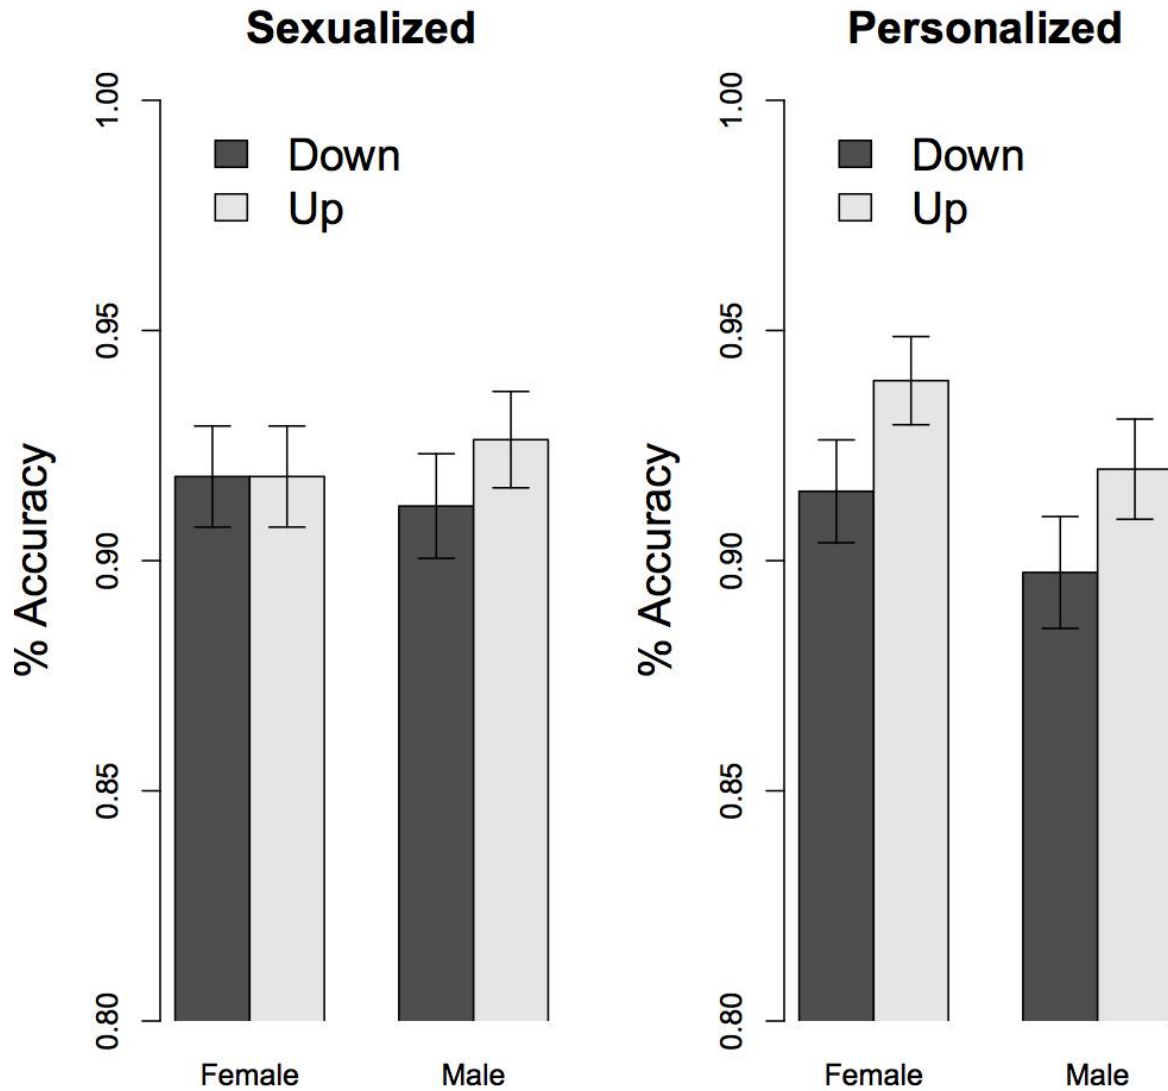 Sexualized
% Accuracy
1.00
0.95
0.90
0.85
0.80
Down
Up
Female
Male
Personalized
% Accuracy
1.00
0.95
0.90
0.85
0.80
Down
Up
Female
Male